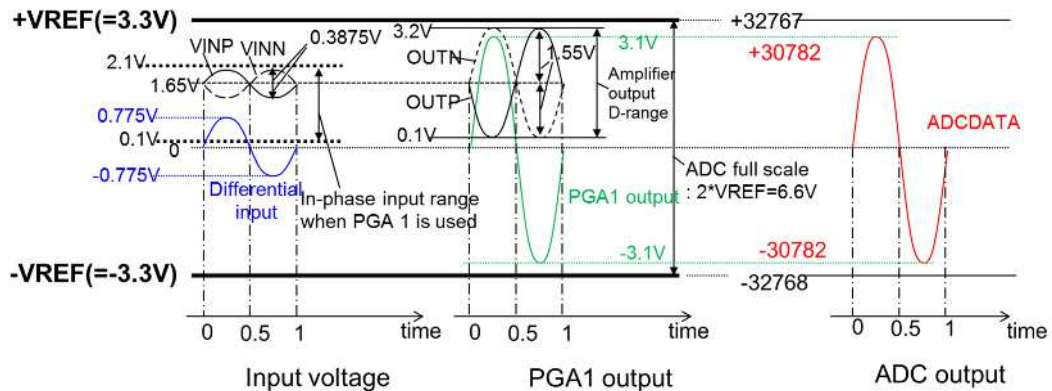 +VREF(=3.3V)
VINP
VINN
0.3875V
2.1V
1.65V
0.775V
0.1V
0
-0.775V
Differential
input
In-phase input range
when PGA 1 is used
-VREF(=-3.3V)
0
0.5
1
time
Input voltage
3.2V
OUTN
OUTP
0.1V
3.1V
1.55V
Amplifier
output
D-range
ADC full scale
: 2*VREF=6.6V
PGA1 output
-3.1V
0
0.5
1
time
PGA1 output
+32767
+30782
ADCDATA
-30782
-32768
0
0.5
1
time
ADC output